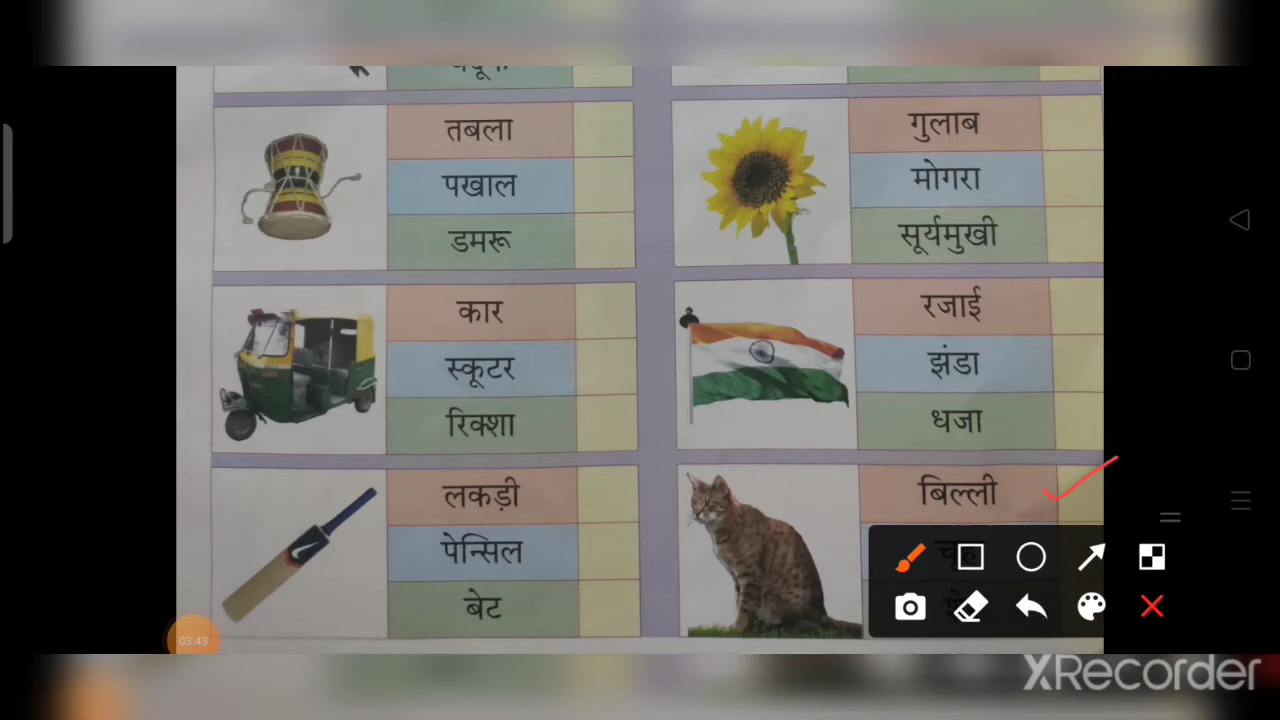 तबला
पखाल
डमरू
गुलाब
मोगरा
सूर्यमुखी
कार
स्कूटर
रिक्शा
रजाई
झंडा
धजा
लकड़ी
पेन्सिल
बेट
बिल्ली
03:43
XRecorder